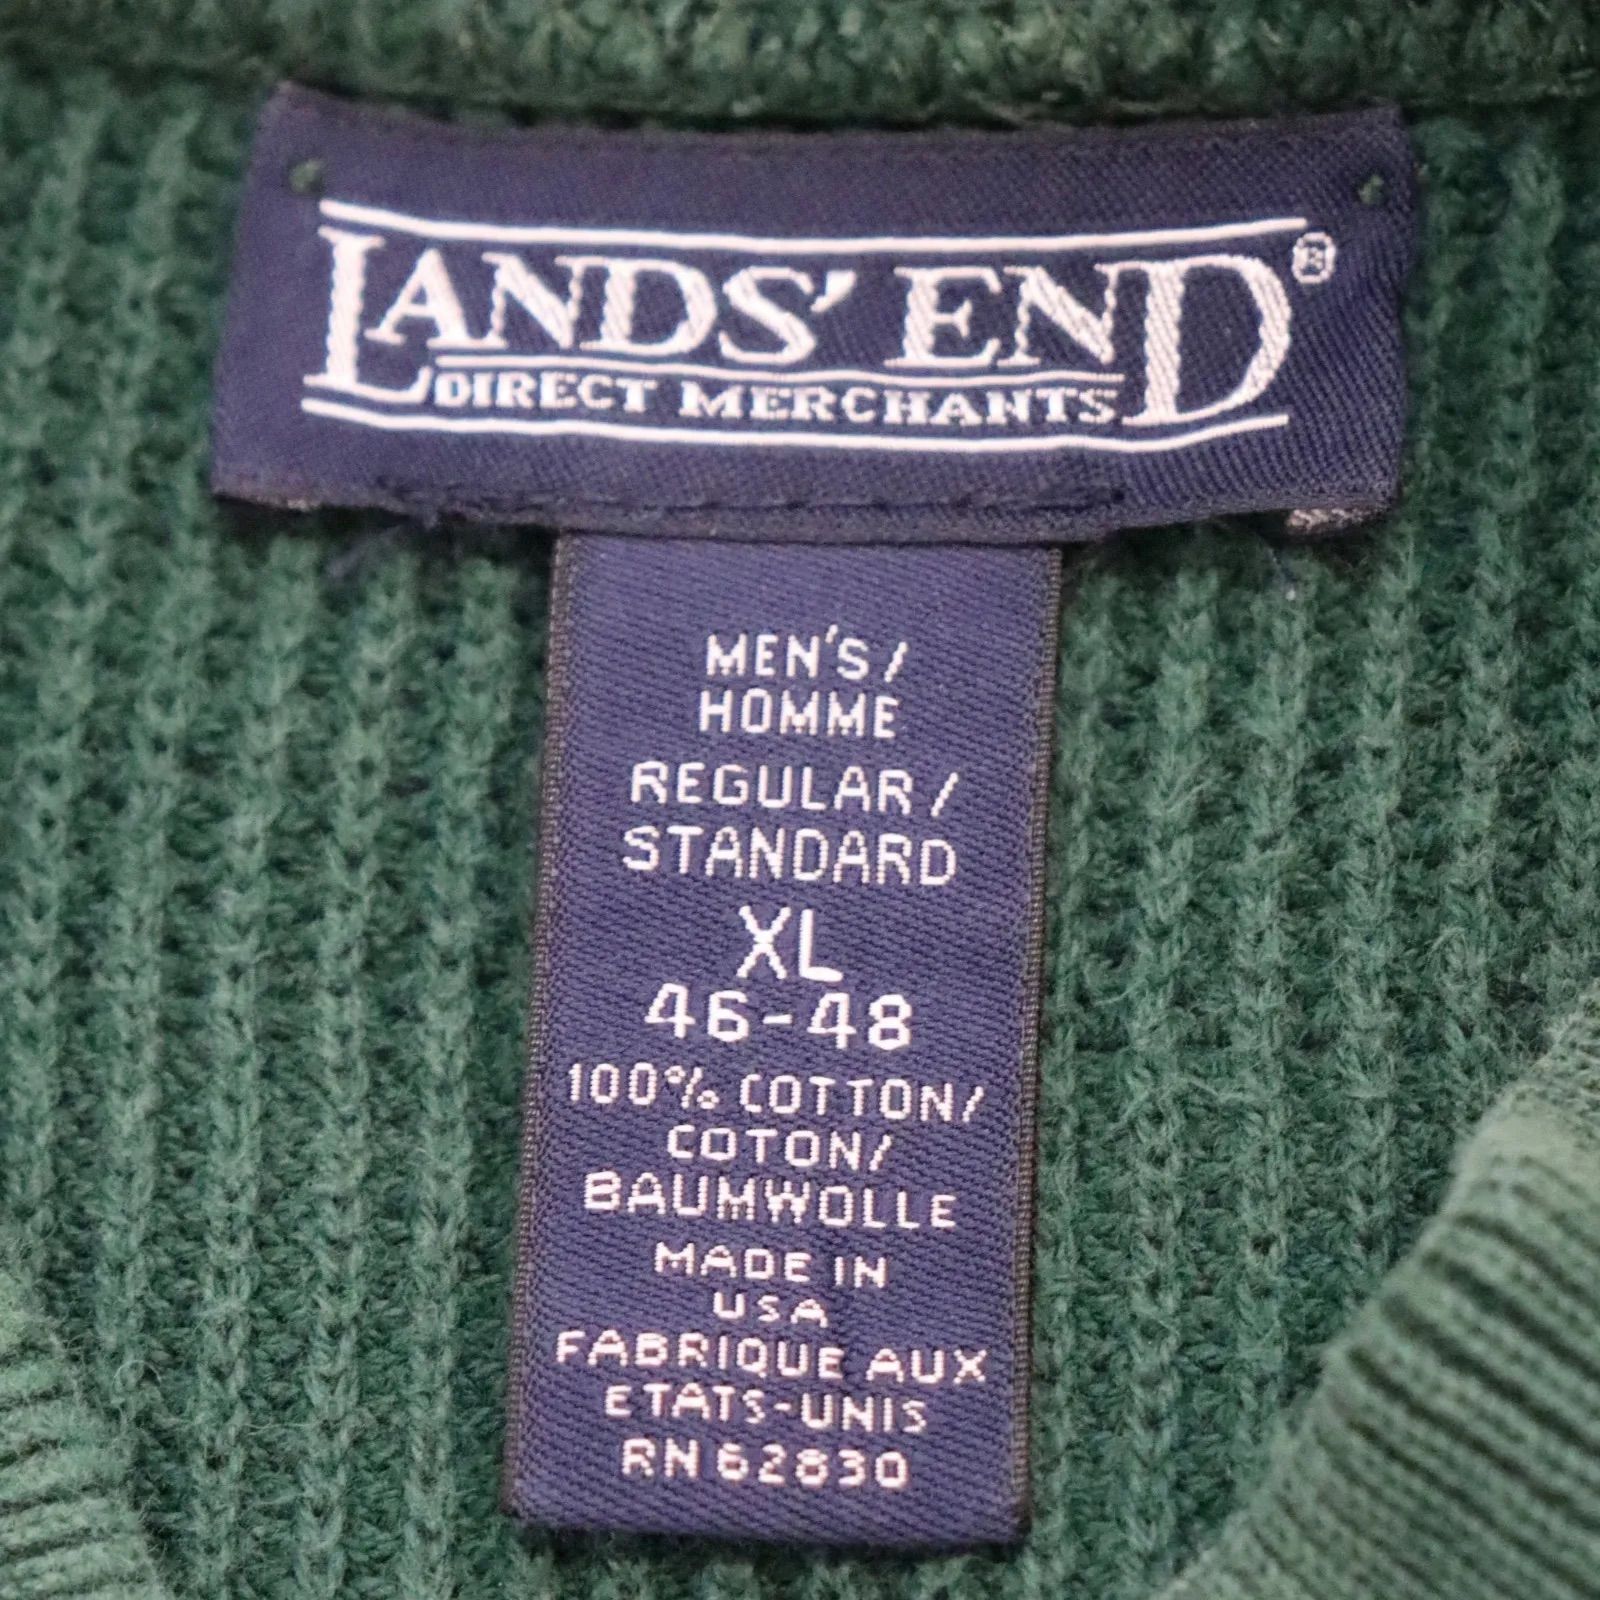 LANDS' END®
DIRECT MERCHANTS
MEN'S/
HOMME
REGULAR/
STANDARD
XL
46-48
100% COTTON/
COTON/
BAUMWOLLE
MADE IN
USA
FABRIQUE AUX
ETATS-UNIS
RN 62830